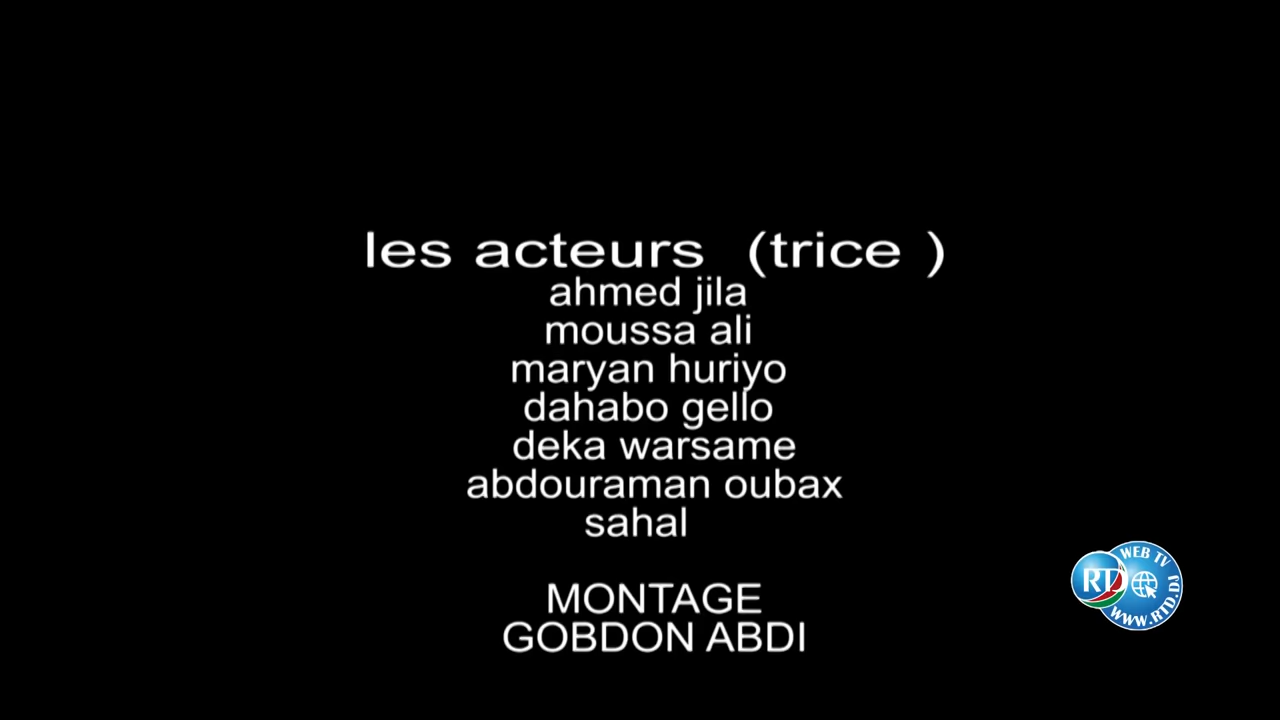 les acteurs (trice )
ahmed jila
moussa ali
maryan huriyo
dahabo gello
deka warsame
abdouraman oubax
sahal
MONTAGE
GOBDON ABDI
WEB TV
RTD
WWW.RTD.DJ